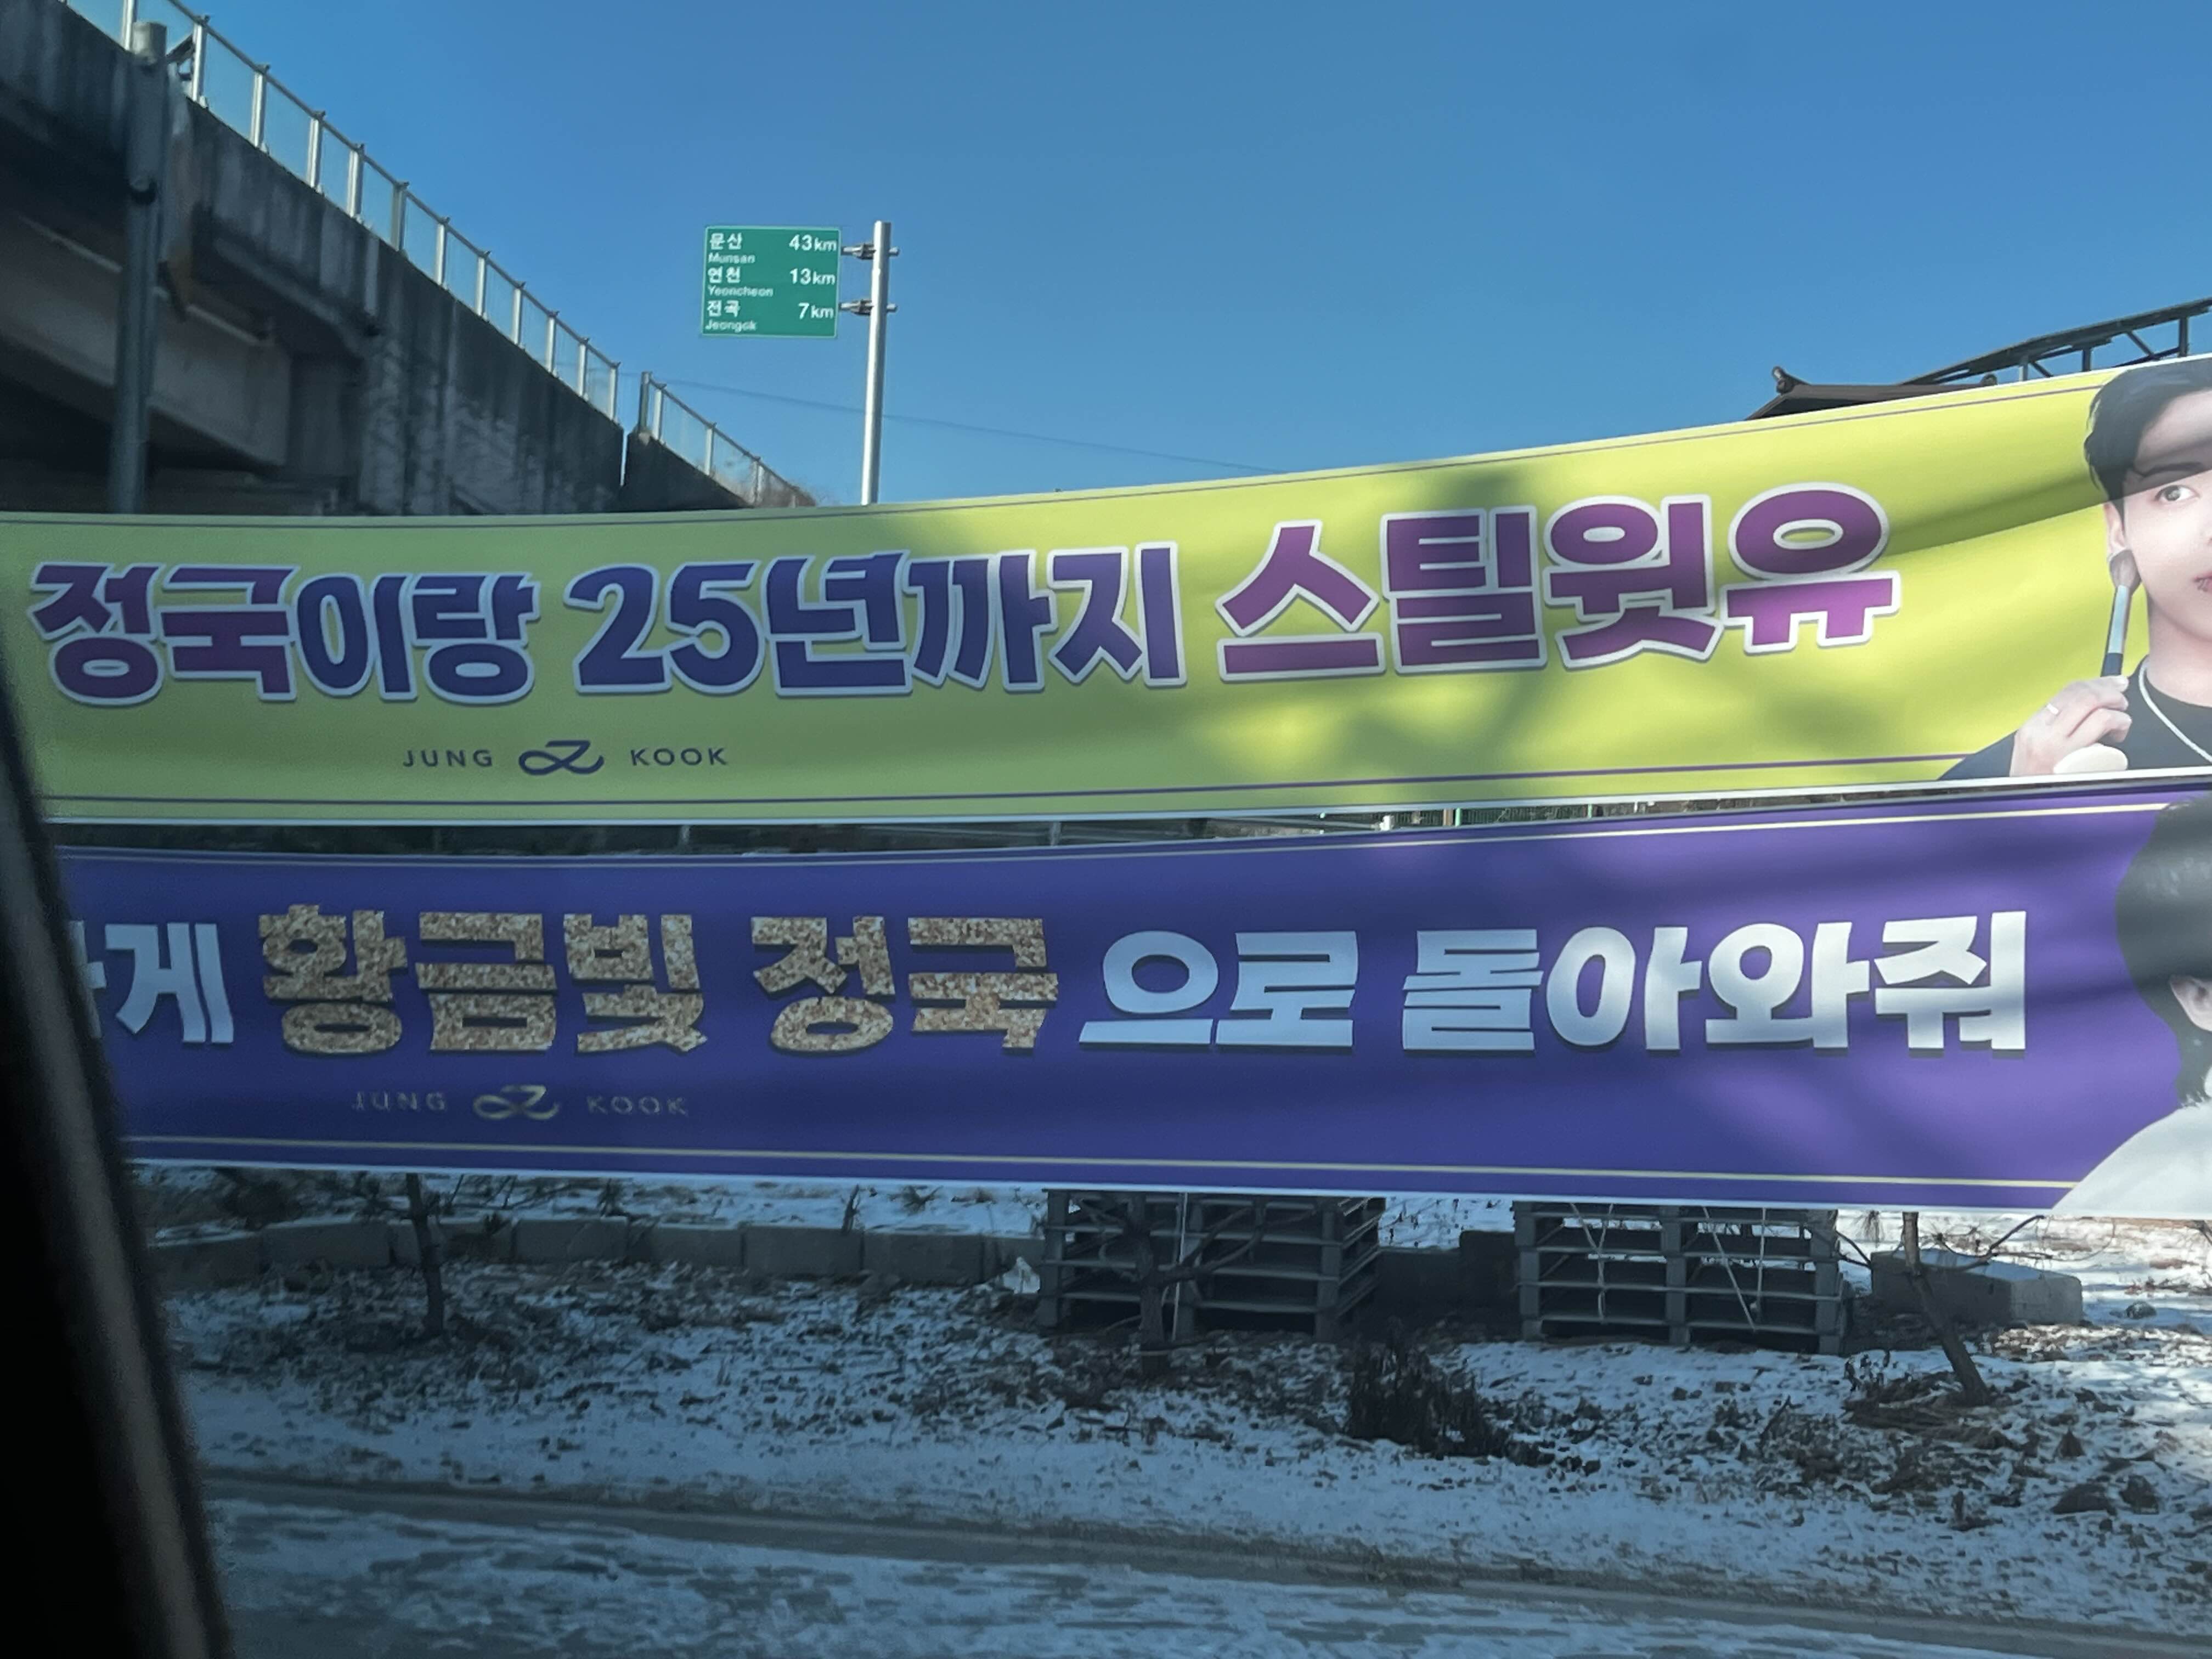 문산 43km
Munsan
연천 13km
Yeoncheon
전곡 7km
Jeongok
정국이랑 25년까지 스틸윗유
JUNG KOOK
게 황금빛 정국 으로 돌아와줘
JUNG KOOK